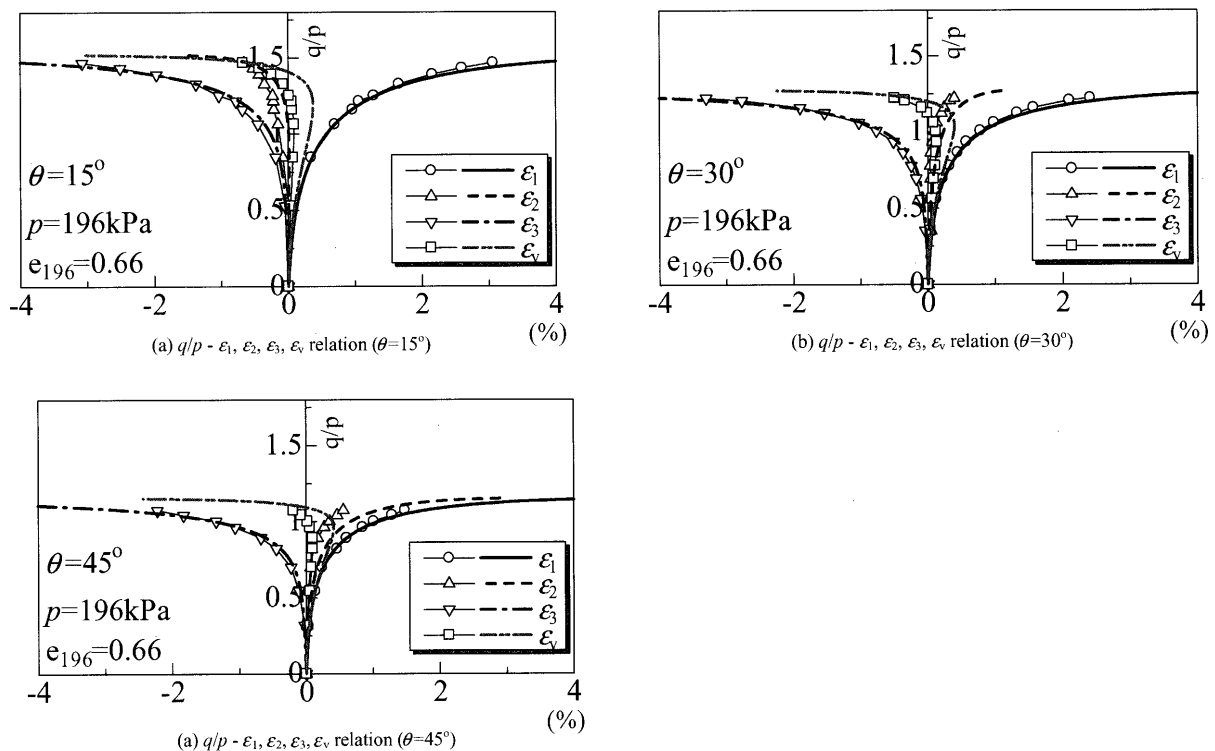 q/p
1.5
1
0.5
0
θ=15°
p=196kPa
e196=0.66
ε1
ε2
ε3
εv
-4 -2 0 2 4
(%)
(a) q/p - ε1, ε2, ε3, εv relation (θ=15°)
q/p
1.5
1
0.5
0
θ=30°
p=196kPa
e196=0.66
ε1
ε2
ε3
εv
-4 -2 0 2 4
(%)
(b) q/p - ε1, ε2, ε3, εv relation (θ=30°)
q/p
1.5
1
0.5
0
θ=45°
p=196kPa
e196=0.66
ε1
ε2
ε3
εv
-4 -2 0 2 4
(%)
(a) q/p - ε1, ε2, ε3, εv relation (θ=45°)